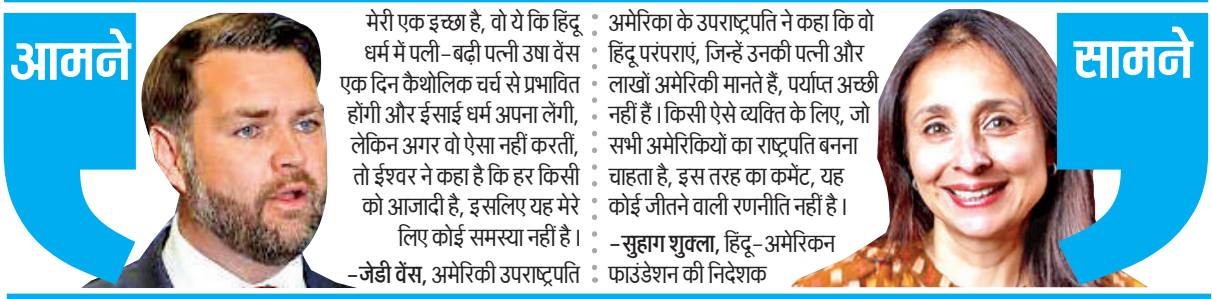 आमने
मेरी एक इच्छा है, वो ये कि हिंदू
धर्म में पली-बढ़ी पत्नी उषा वेंस
एक दिन कैथोलिक चर्च से प्रभावित
होंगी और ईसाई धर्म अपना लेंगी,
लेकिन अगर वो ऐसा नहीं करतीं,
तो ईश्वर ने कहा है कि हर किसी
को आजादी है, इसलिए यह मेरे
लिए कोई समस्या नहीं है।
-जेडी वेंस, अमेरिकी उपराष्ट्रपति
अमेरिका के उपराष्ट्रपति ने कहा कि वो
हिंदू परंपराएं, जिन्हें उनकी पत्नी और
लाखों अमेरिकी मानते हैं, पर्याप्त अच्छी
नहीं हैं। किसी ऐसे व्यक्ति के लिए, जो
सभी अमेरिकियों का राष्ट्रपति बनना
चाहता है, इस तरह का कमेंट, यह
कोई जीतने वाली रणनीति नहीं है।
-सुहाग शुक्ला, हिंदू-अमेरिकन
फाउंडेशन की निदेशक
सामने